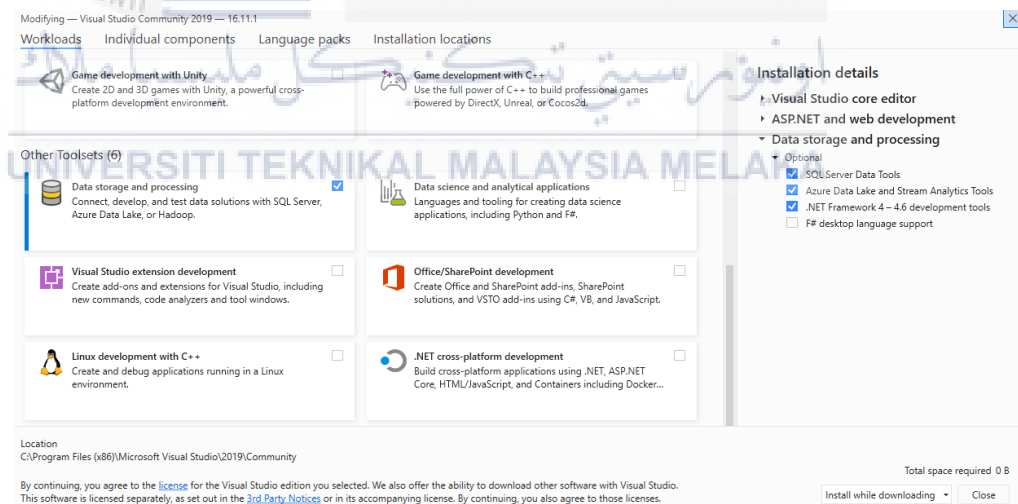 Modifying — Visual Studio Community 2019 — 16.11.1
Workloads Individual components Language packs Installation locations
Game development with Unity
Create 2D and 3D games with Unity, a powerful cross-
platform development environment.
Game development with C++
Use the full power of C++ to build professional games
powered by DirectX, Unreal, or Cocos2d.
Other Toolsets (6)
UNIVERSITI TEKNIKAL MALAYSIA MELAKA
Data storage and processing
Connect, develop, and test data solutions with SQL Server,
Azure Data Lake, or Hadoop.
Data science and analytical applications
Languages and tooling for creating data science
applications, including Python and F#.
Visual Studio extension development
Create add-ons and extensions for Visual Studio, including
new commands, code analyzers and tool windows.
Office/SharePoint development
Create Office and SharePoint add-ins, SharePoint
solutions, and VSTO add-ins using C#, VB, and JavaScript.
Linux development with C++
Create and debug applications running in a Linux
environment.
.NET cross-platform development
Build cross-platform applications using .NET, ASP.NET
Core, HTML/JavaScript, and Containers including Docker...
Installation details
Visual Studio core editor
ASP.NET and web development
Data storage and processing
Optional
SQL Server Data Tools
Azure Data Lake and Stream Analytics Tools
.NET Framework 4 – 4.6 development tools
F# desktop language support
Location
C:\Program Files (x86)\Microsoft Visual Studio\2019\Community
Total space required 0 B
By continuing, you agree to the license for the Visual Studio edition you selected. We also offer the ability to download other software with Visual Studio.
This software is licensed separately, as set out in the 3rd Party Notices or in its accompanying license. By continuing, you also agree to those licenses.
Install while downloading Close